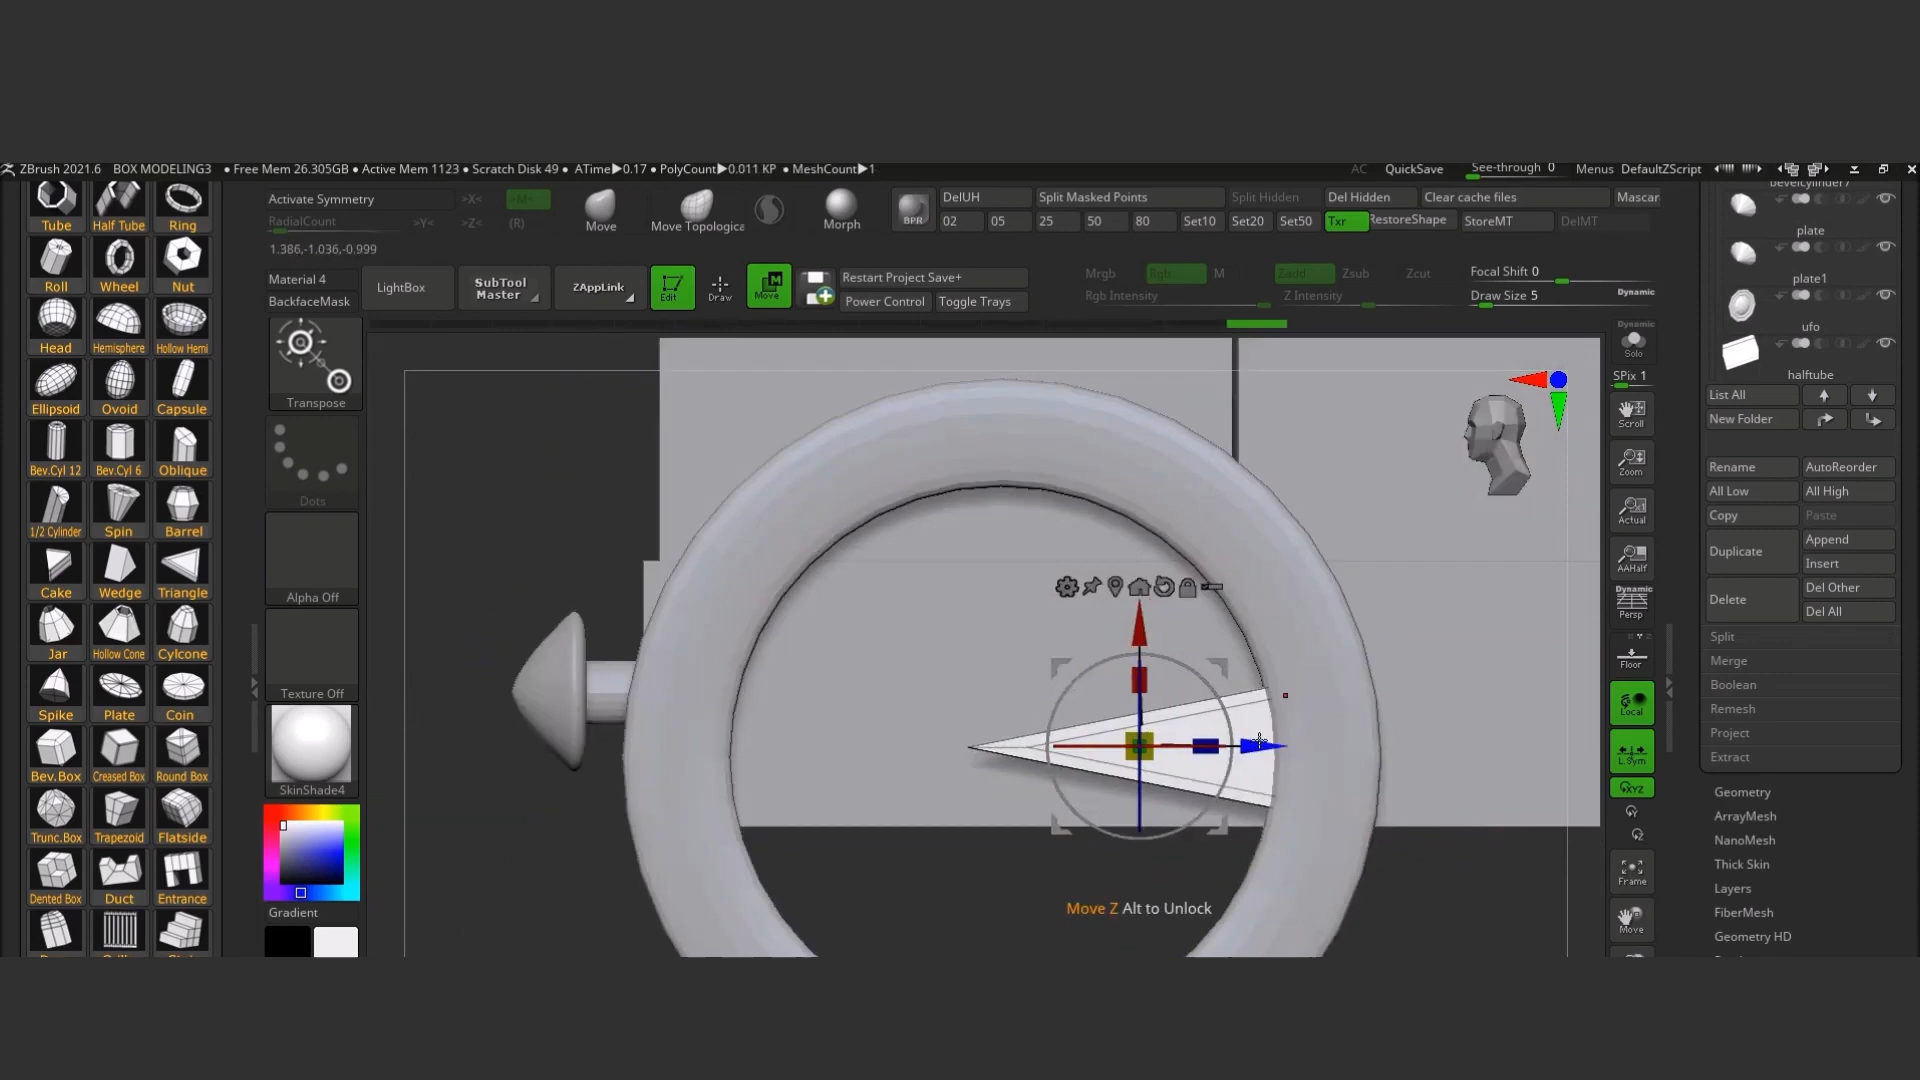 ZBrush 2021.6 BOX MODELING3 • Free Mem 26.305GB • Active Mem 1123 • Scratch Disk 49 • ATime▶0.17 • PolyCount▶0.011 KP • MeshCount▶1
AC QuickSave See-through 0 Menus DefaultZScript
Activate Symmetry >X< >M<
RadialCount >Y< >Z< (R)
1.386,-1.036,-0.999
Move
Move Topologica
Morph
BPR
DelUH Split Masked Points Split Hidden Del Hidden Clear cache files Mascar
02 05 25 50 80 Set10 Set20 Set50 Txr RestoreShape StoreMT DelMT
Material 4
BackfaceMask
LightBox
SubTool
Master
ZAppLink
Edit
Draw
Move
Restart Project Save+
Power Control Toggle Trays
Mrgb Rgb M Zadd Zsub Zcut
Rgb Intensity Z Intensity
Focal Shift 0
Draw Size 5 Dynamic
Tube Half Tube Ring
Roll Wheel Nut
Head Hemisphere Hollow Hemi
Ellipsoid Ovoid Capsule
Bev.Cyl 12 Bev.Cyl 6 Oblique
1/2 Cylinder Spin Barrel
Cake Wedge Triangle
Jar Hollow Cone Cylcone
Spike Plate Coin
Bev.Box Creased Box Round Box
Trunc.Box Trapezoid Flatside
Dented Box Duct Entrance
Transpose
Dots
Alpha Off
Texture Off
SkinShade4
Gradient
Move Z Alt to Unlock
Dynamic
Solo
SPix 1
Scroll
Zoom
Actual
AAHalf
Dynamic
Persp
Floor
Local
L.Sym
XYZ
Frame
Move
bevelcylinder7
plate
plate1
ufo
halftube
List All
New Folder
Rename AutoReorder
All Low All High
Copy Paste
Duplicate Append
Insert
Delete Del Other
Del All
Split
Merge
Boolean
Remesh
Project
Extract
Geometry
ArrayMesh
NanoMesh
Thick Skin
Layers
FiberMesh
Geometry HD